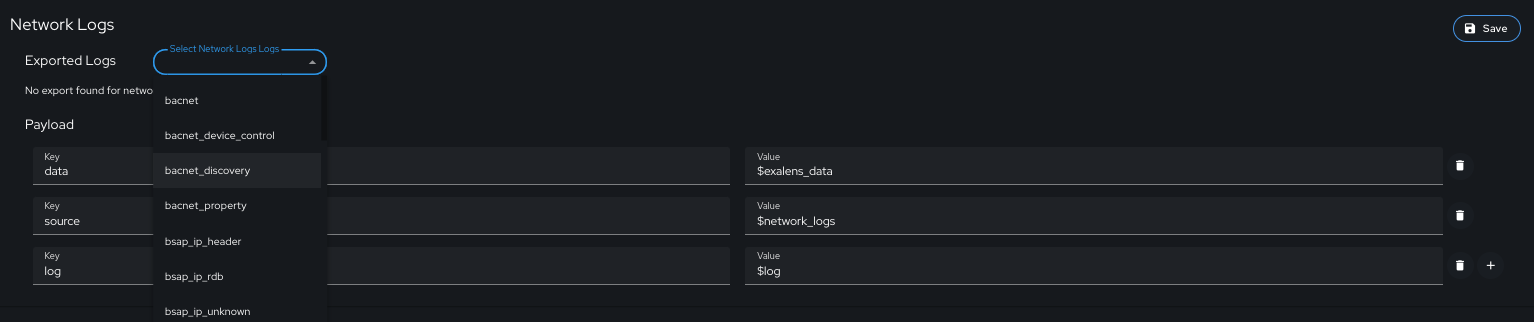 Network Logs
Save
Select Network Logs Logs
Exported Logs
No export found for netwo
bacnet
bacnet_device_control
bacnet_discovery
bacnet_property
bsap_ip_header
bsap_ip_rdb
bsap_ip_unknown
Payload
Key
data
Value
$exalens_data
Key
source
Value
$network_logs
Key
log
Value
$log